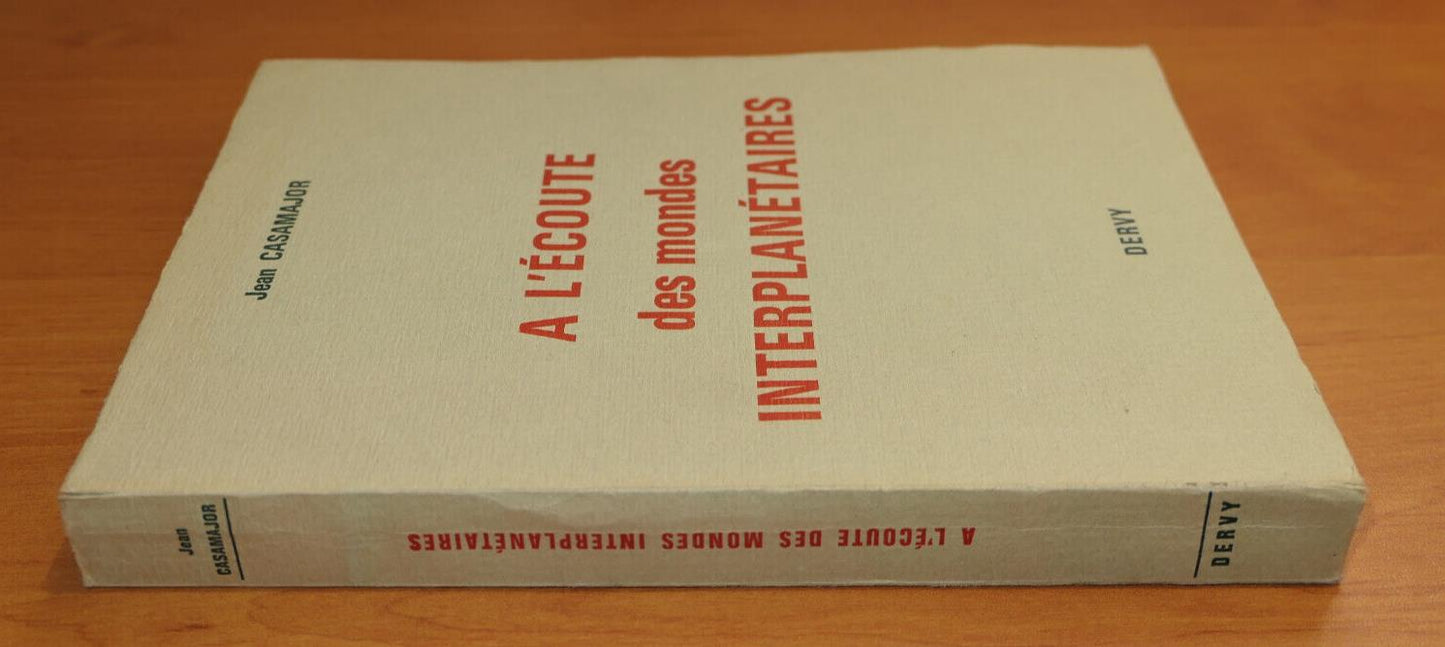 Jean CASAMAJOR
A L'ÉCOUTE
des mondes
INTERPLANÉTAIRES
DERVY
Jean
CASAMAJOR
A L'ÉCOUTE DES MONDES INTERPLANÉTAIRES
DERVY